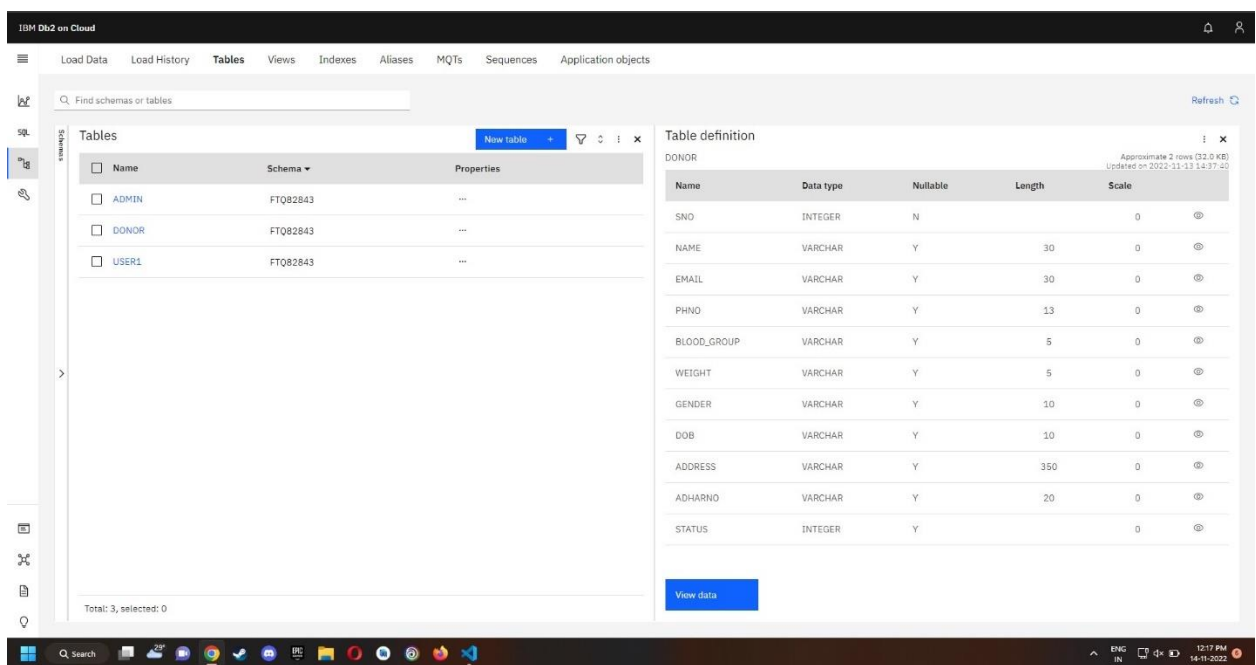 IBM Db2 on Cloud
Load Data Load History Tables Views Indexes Aliases MQTs Sequences Application objects
Find schemas or tables
Refresh
SQL
Schemas
Tables
New table +
Name Schema Properties
ADMIN FTQ82843 ...
DONOR FTQ82843 ...
USER1 FTQ82843 ...
Total: 3, selected: 0
Table definition
DONOR
Approximate 2 rows (32.0 KB)
Updated on 2022-11-13 14:37:40
Name Data type Nullable Length Scale
SNO INTEGER N 0
NAME VARCHAR Y 30 0
EMAIL VARCHAR Y 30 0
PHNO VARCHAR Y 13 0
BLOOD_GROUP VARCHAR Y 5 0
WEIGHT VARCHAR Y 5 0
GENDER VARCHAR Y 10 0
DOB VARCHAR Y 10 0
ADDRESS VARCHAR Y 350 0
ADHARNO VARCHAR Y 20 0
STATUS INTEGER Y 0
View data
Search
29°
EPIC
ENG
IN
12:17 PM
14-11-2022
6